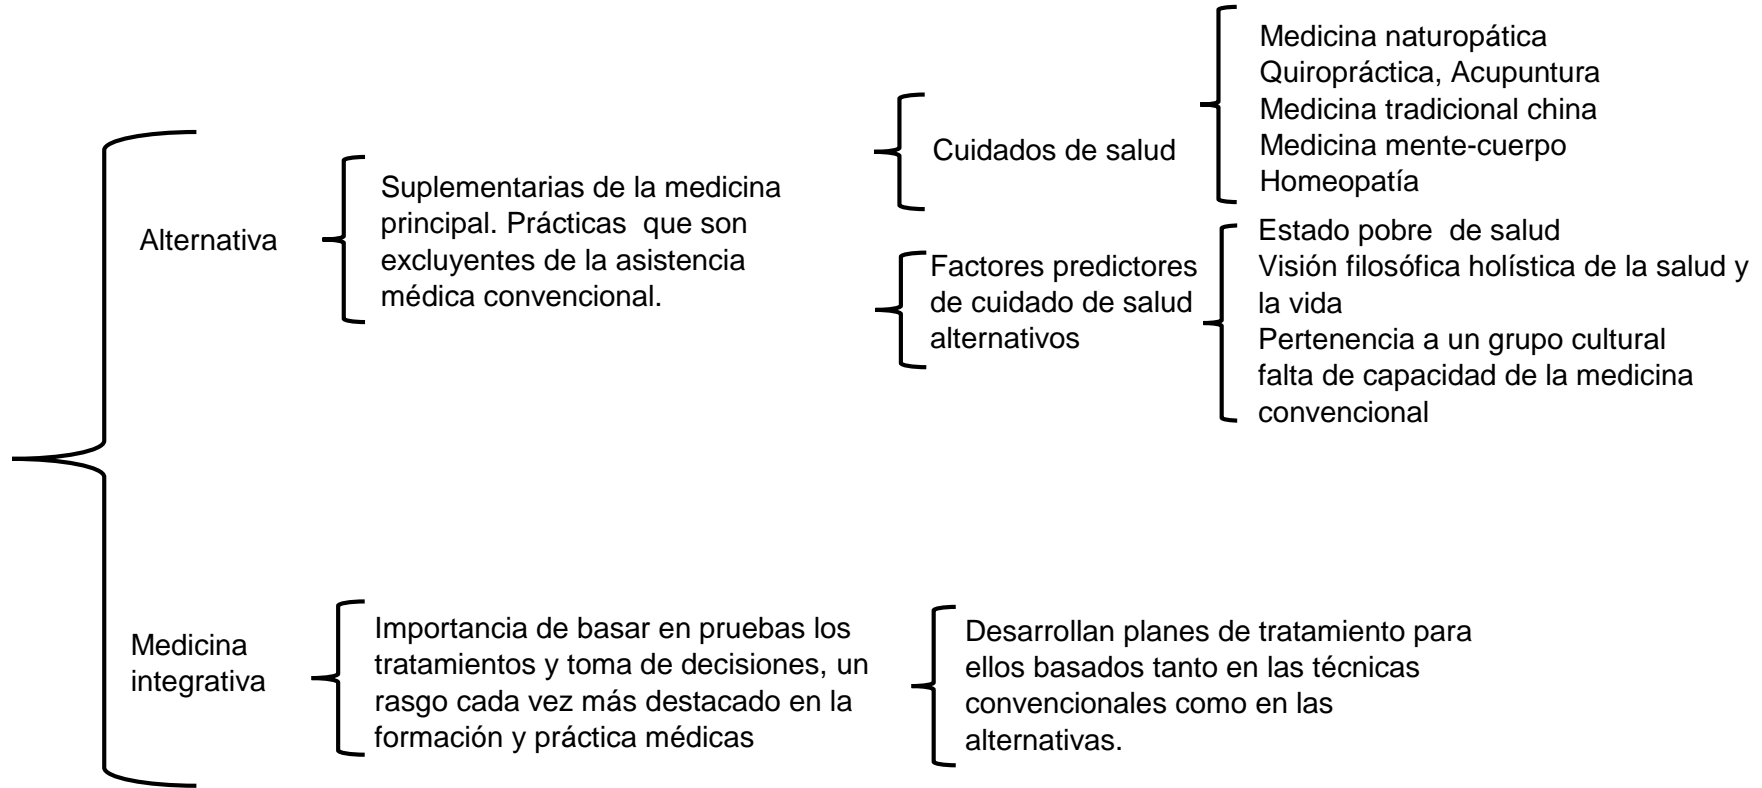 Alternativa
Suplementarias de la medicina
principal. Prácticas  que son
excluyentes de la asistencia
médica convencional.
Cuidados de salud
Medicina naturopática
Quiropráctica, Acupuntura
Medicina tradicional china
Medicina mente-cuerpo
Homeopatía
Factores predictores
de cuidado de salud
alternativos
Estado pobre  de salud
Visión filosófica holística de la salud y
la vida
Pertenencia a un grupo cultural
falta de capacidad de la medicina
convencional
Medicina
integrativa
Importancia de basar en pruebas los
tratamientos y toma de decisiones, un
rasgo cada vez más destacado en la
formación y práctica médicas
Desarrollan planes de tratamiento para
ellos basados tanto en las técnicas
convencionales como en las
alternativas.